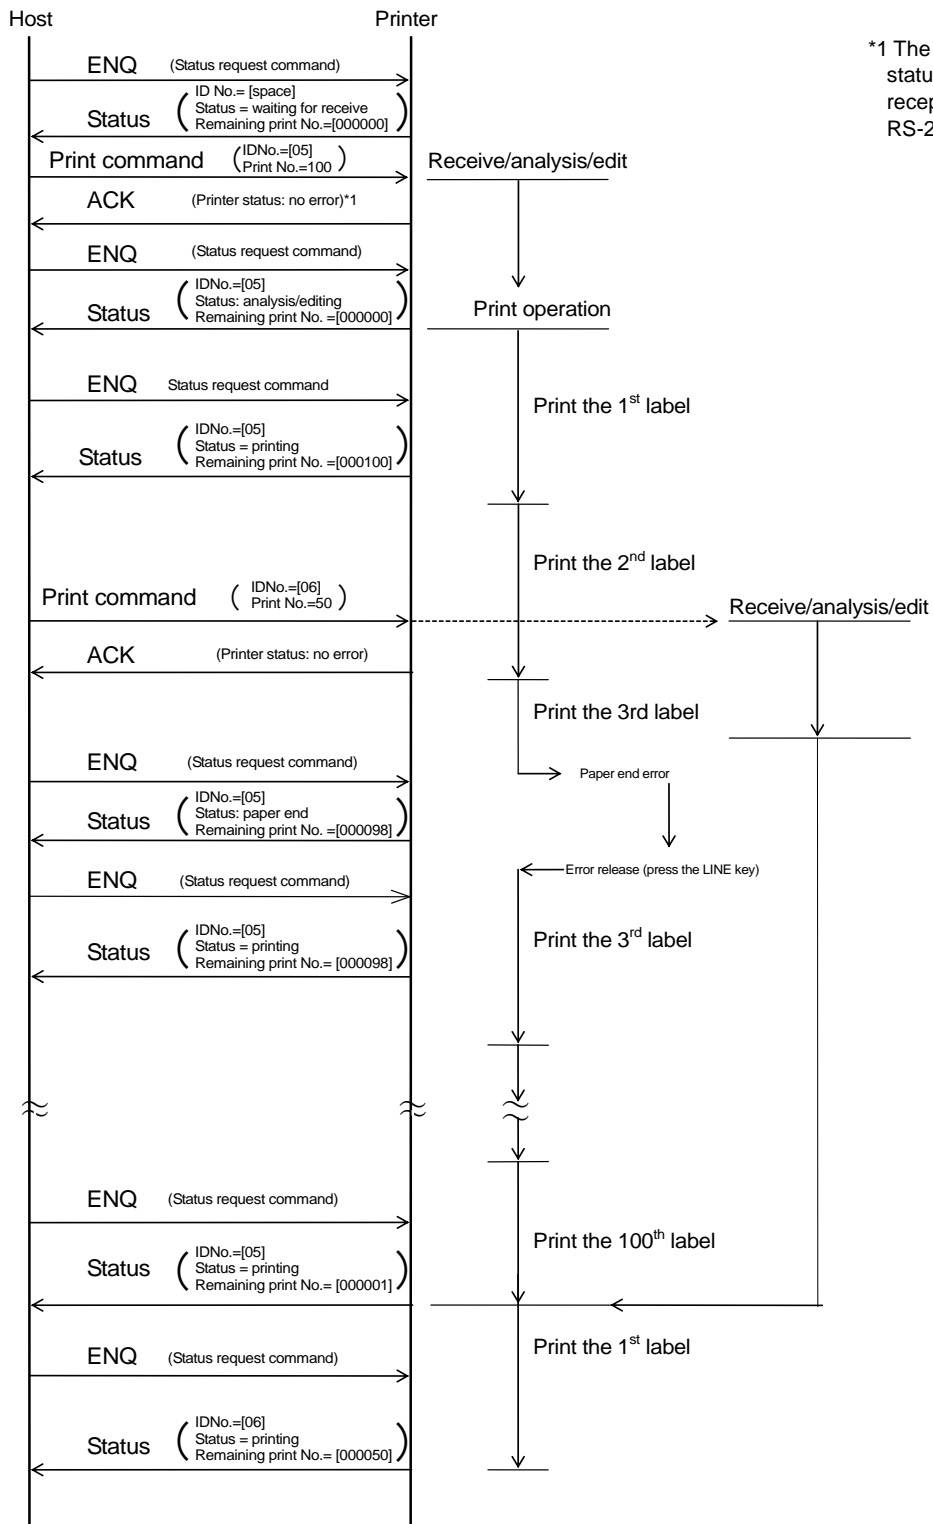 Host
Printer
*1 The
status
recep
RS-2
ENQ (Status request command)
ID No.= [space]
Status = waiting for receive
Remaining print No.=[000000]
Status
Print command (IDNo.=[05]
Print No.=100)
Receive/analysis/edit
ACK (Printer status: no error)*1
ENQ (Status request command)
IDNo.=[05]
Status: analysis/editing
Remaining print No. =[000000]
Status
Print operation
ENQ Status request command
Print the 1st label
IDNo.=[05]
Status = printing
Remaining print No. =[000100]
Status
Print the 2nd label
Print command (IDNo.=[06]
Print No.=50)
Receive/analysis/edit
ACK (Printer status: no error)
Print the 3rd label
ENQ (Status request command)
Paper end error
IDNo.=[05]
Status: paper end
Remaining print No. =[000098]
Status
Error release (press the LINE key)
ENQ (Status request command)
IDNo.=[05]
Status = printing
Remaining print No.= [000098]
Status
Print the 3rd label
ENQ (Status request command)
Print the 100th label
IDNo.=[05]
Status = printing
Remaining print No.= [000001]
Status
Print the 1st label
ENQ (Status request command)
IDNo.=[06]
Status = printing
Remaining print No.= [000050]
Status